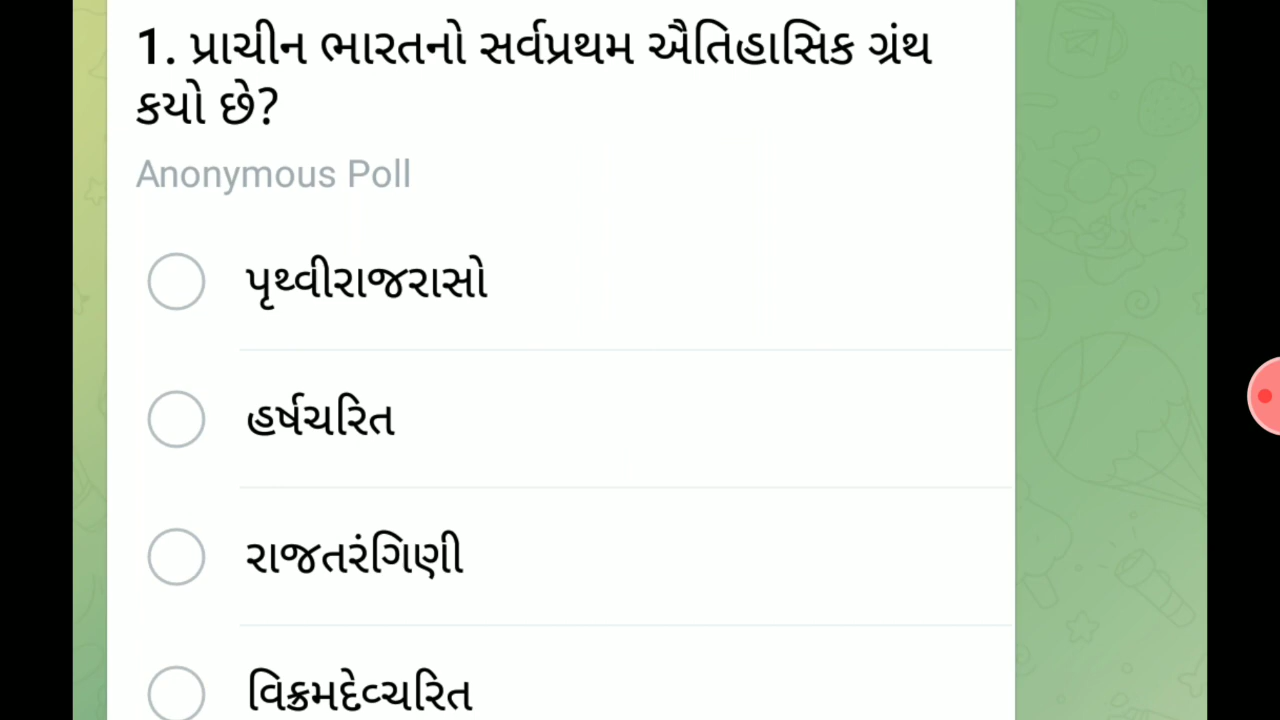 1. પ્રાચીન ભારતનો સર્વપ્રથમ ઐતિહાસિક ગ્રંથ
કયો છે?
Anonymous Poll
પૃથ્વીરાજરાસો
હર્ષચરિત
રાજતરંગિણી
વિક્રમદેવ્ચરિત